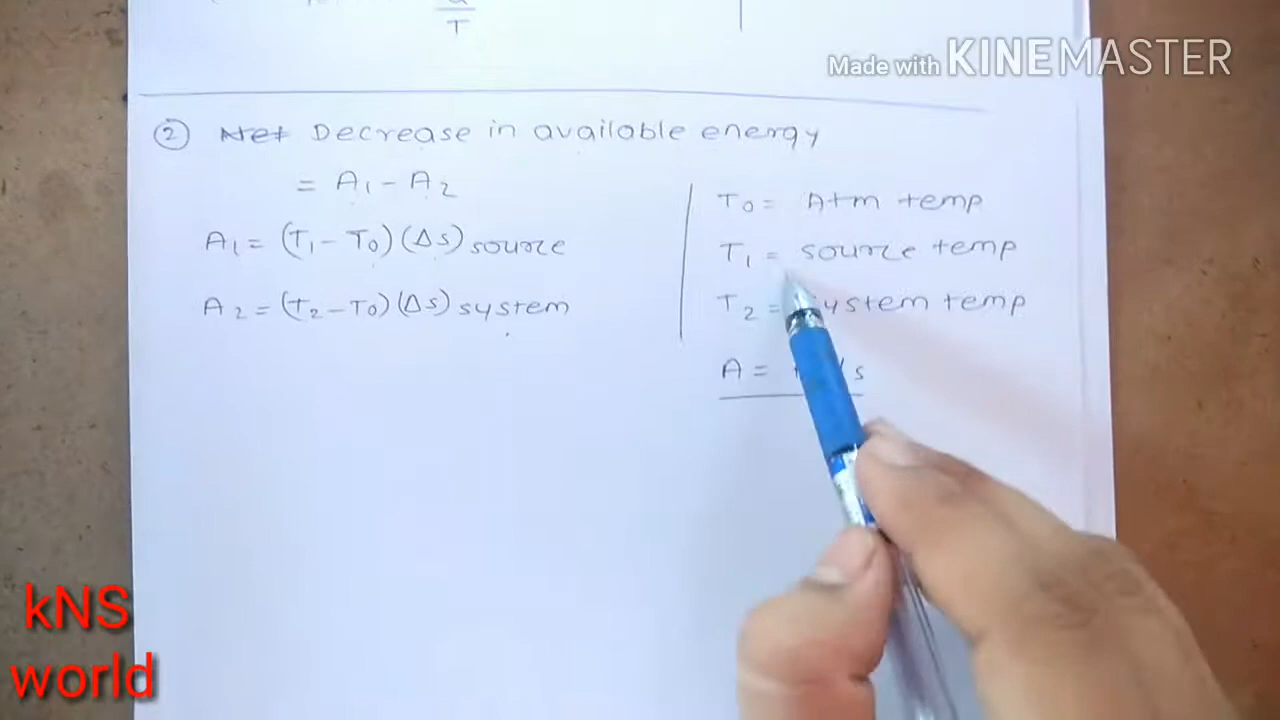 T
Made with KINEMASTER
② Net Decrease in available energy
= A1 - A2
A1 = (T1 - T0) (Δs) source
A2 = (T2 - T0) (Δs) system
T0 = Atm temp
T1 = source temp
T2 = system temp
A =
kNS
world